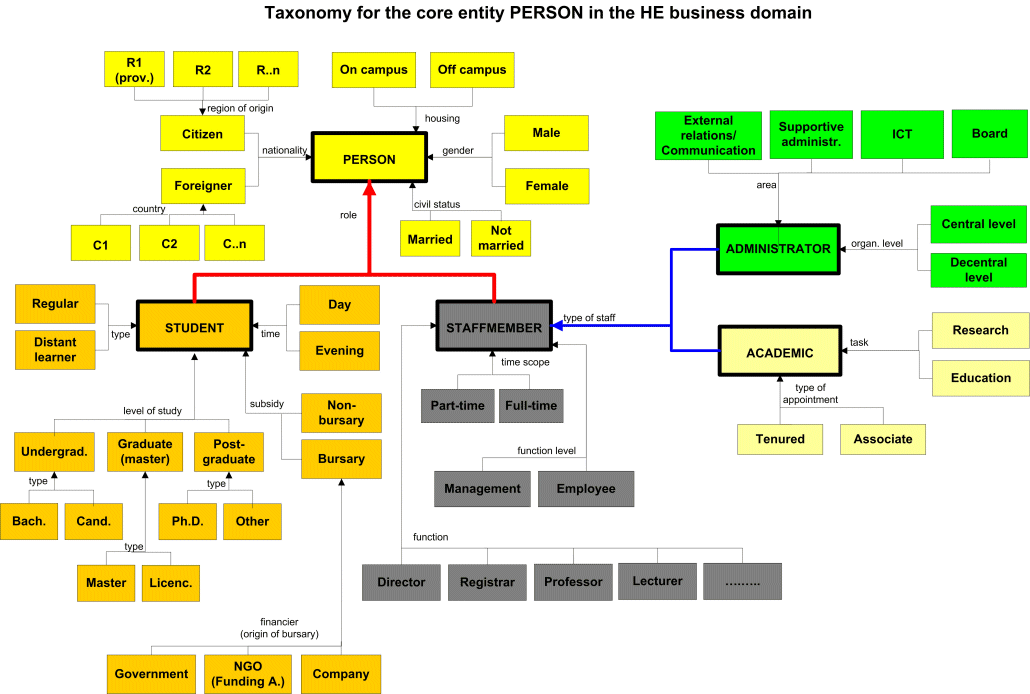 Taxonomy for the core entity PERSON in the HE business domain
R1
(prov.)
R2
R..n
region of origin
Citizen
nationality
Foreigner
country
C1
C2
C..n
On campus
Off campus
housing
PERSON
gender
Male
Female
civil status
Married
Not
married
role
External
relations/
Communication
Supportive
administr.
ICT
Board
area
ADMINISTRATOR
organ. level
Central level
Decentral
level
Regular
Distant
learner
type
STUDENT
time
Day
Evening
STAFFMEMBER
type of staff
ACADEMIC
task
Research
Education
type of
appointment
Tenured
Associate
time scope
Part-time
Full-time
function level
Management
Employee
function
Director
Registrar
Professor
Lecturer
.........
level of study
subsidy
Non-
bursary
Bursary
Undergrad.
Graduate
(master)
Post-
graduate
type
type
Bach.
Cand.
Ph.D.
Other
type
Master
Licenc.
financier
(origin of bursary)
Government
NGO
(Funding A.)
Company